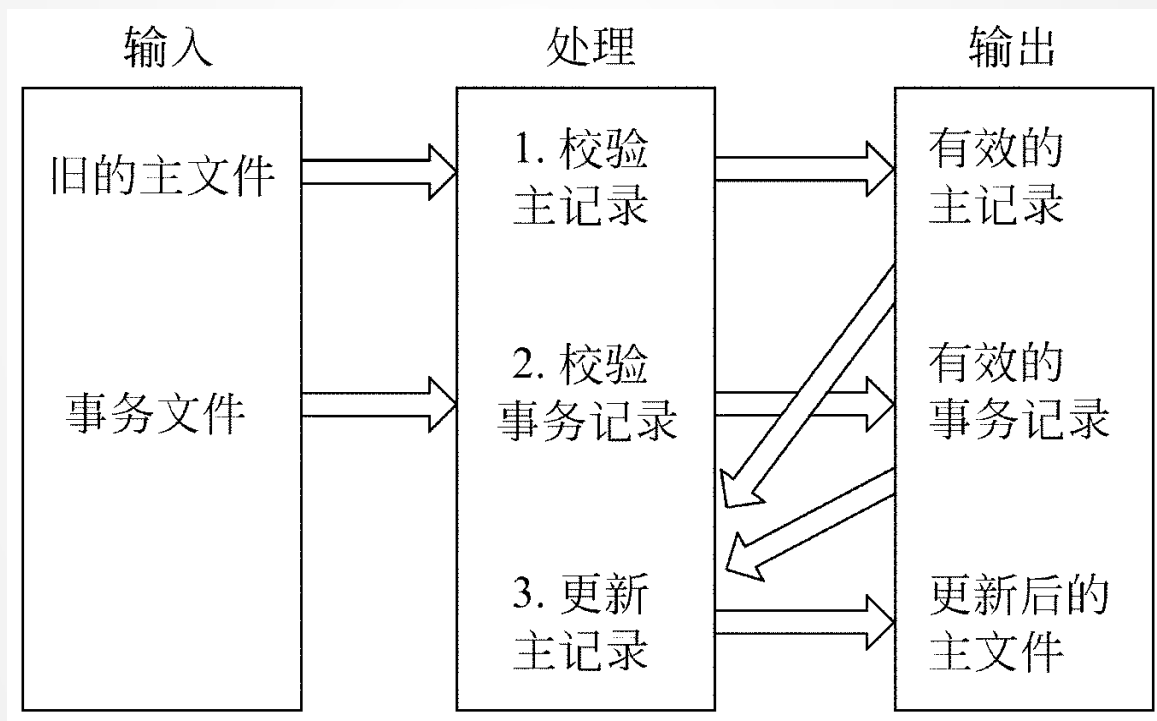 输入
处理
输出
旧的主文件
事务文件
1. 校验
主记录
2. 校验
事务记录
3. 更新
主记录
有效的
主记录
有效的
事务记录
更新后的
主文件